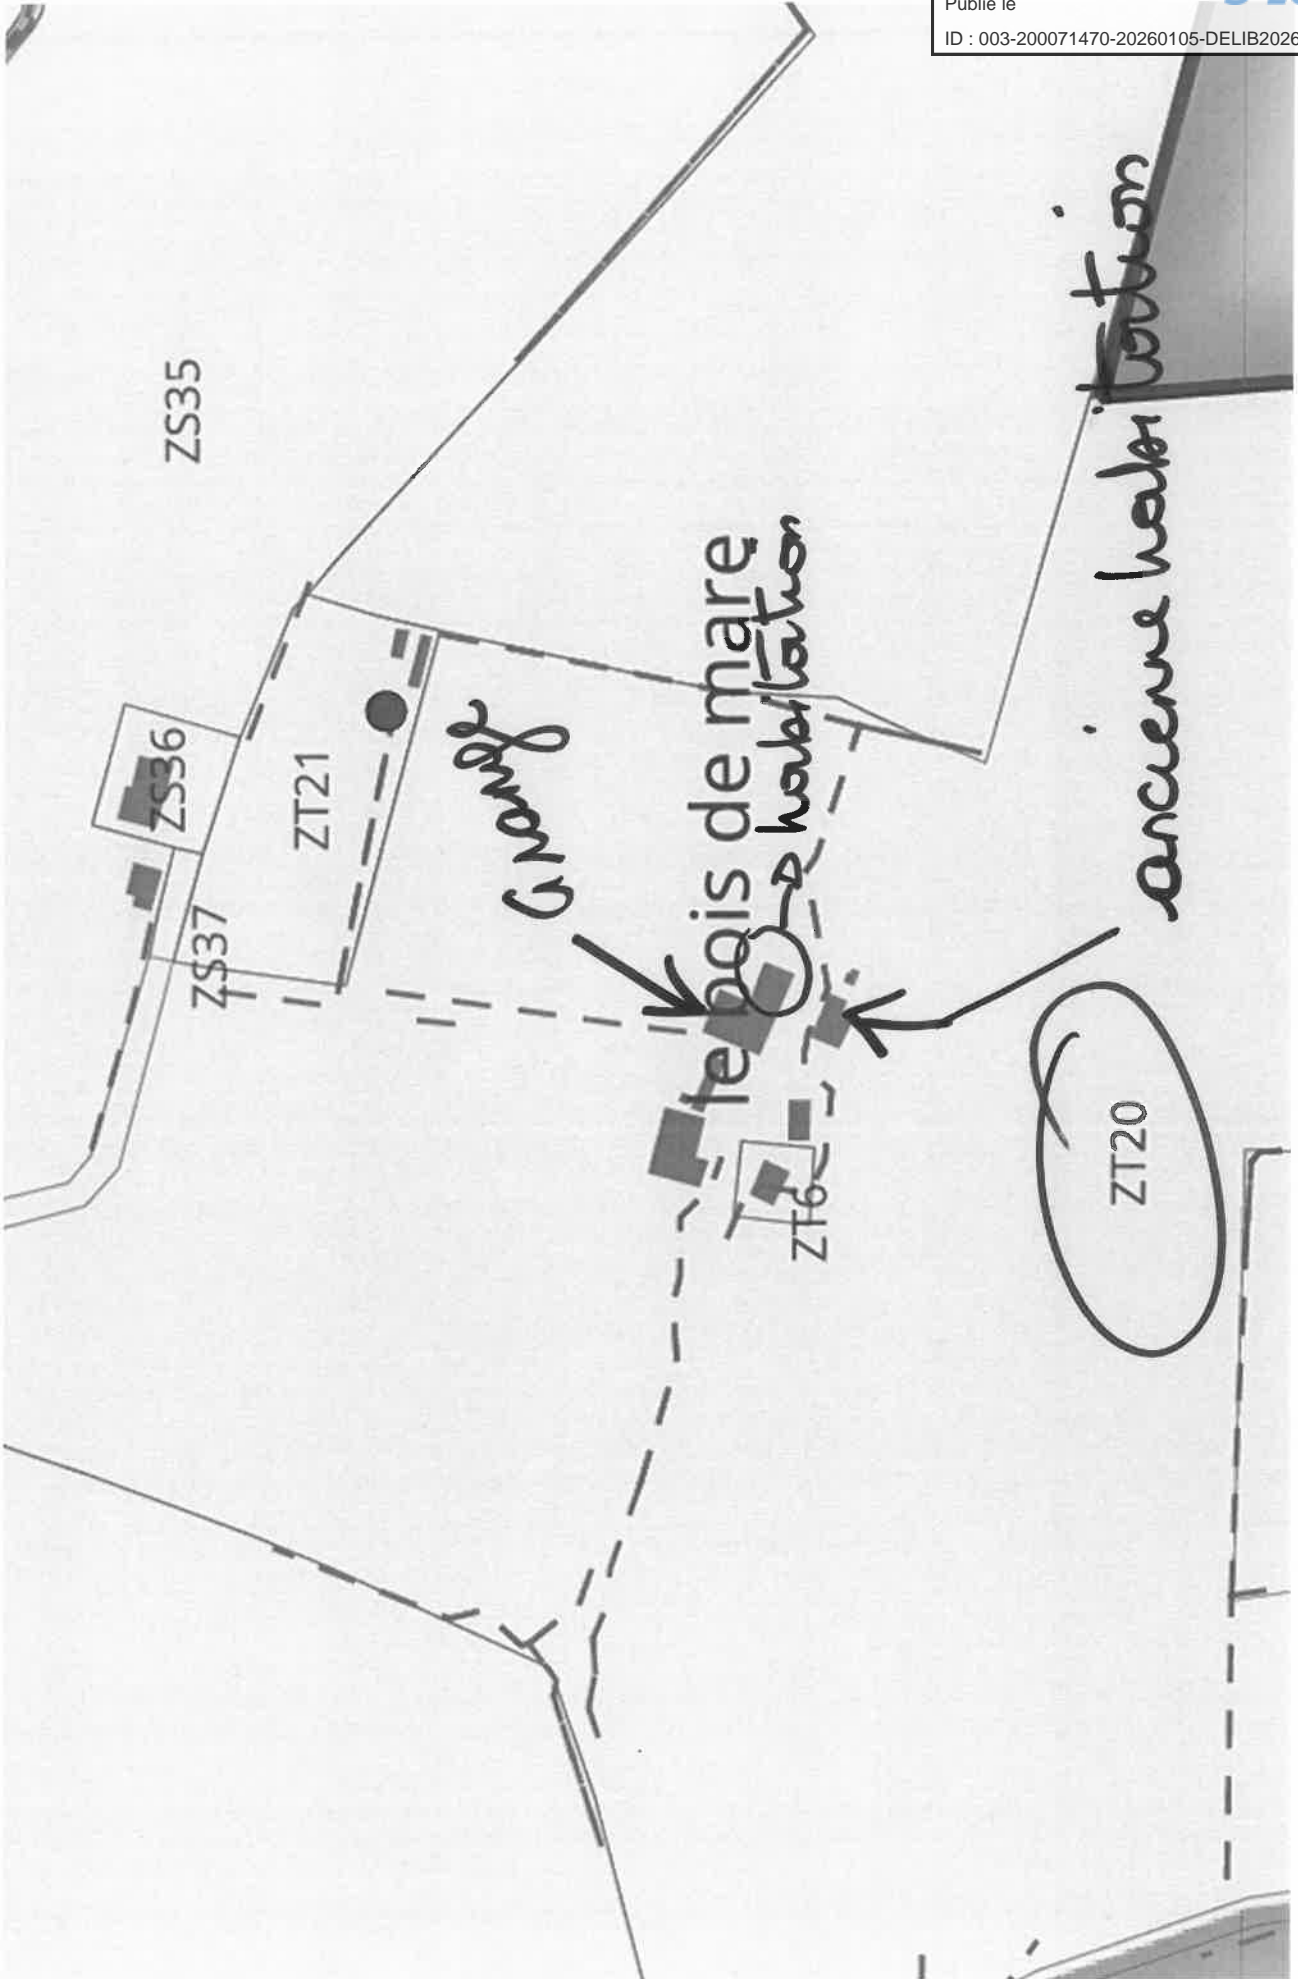 Publié le
ID : 003-200071470-20260105-DELIB2026
ZS35
ZS36
ZS37
ZT21
Grange
le bois de mare
habitation
ancienne habitation
ZT6
ZT20